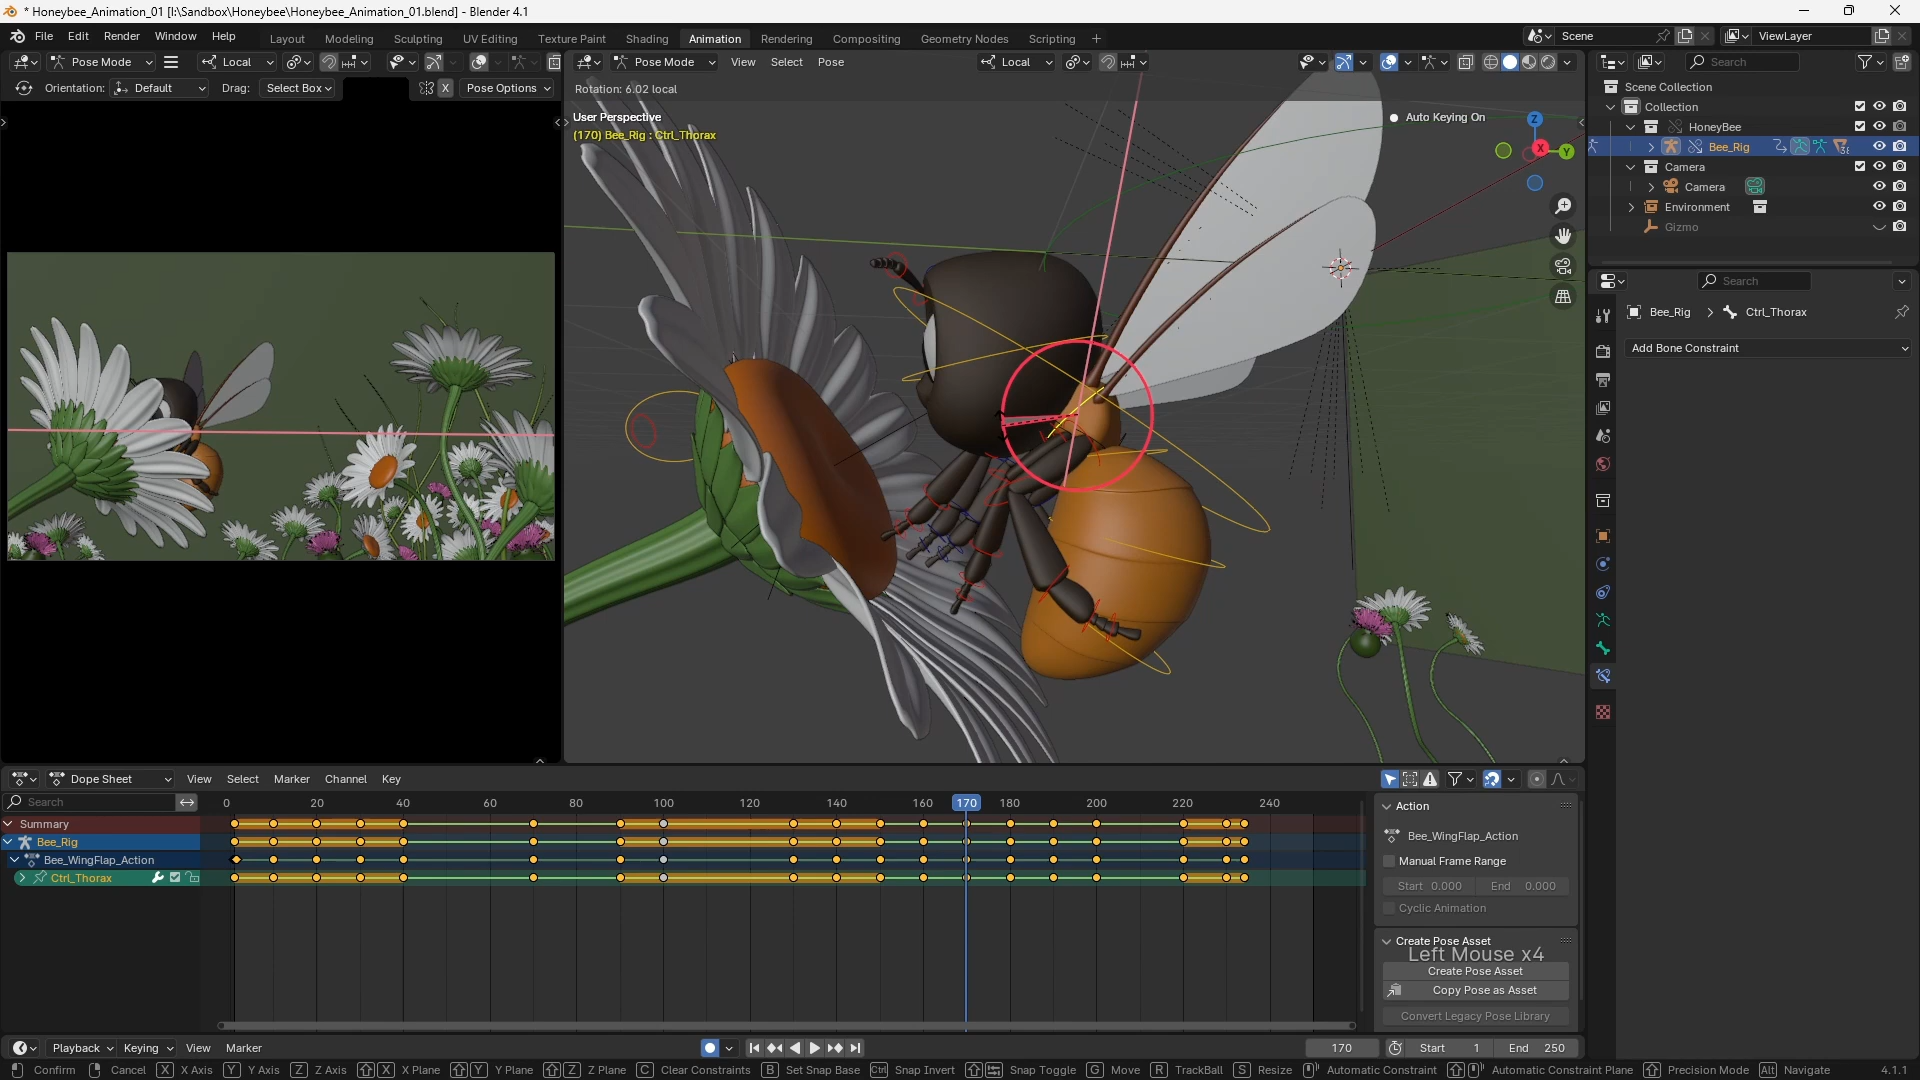 * Honeybee_Animation_01 [I:\Sandbox\Honeybee\Honeybee_Animation_01.blend] - Blender 4.1
File Edit Render Window Help Layout Modeling Sculpting UV Editing Texture Paint Shading Animation Rendering Compositing Geometry Nodes Scripting + Scene ViewLayer
Pose Mode Local Pose Mode View Select Pose Local Search
Orientation: Default Drag: Select Box X Pose Options Rotation: 6.02 local
Scene Collection
Collection
HoneyBee
Bee_Rig
Camera
Camera
Environment
Gizmo
User Perspective
(170) Bee_Rig : Ctrl_Thorax
Auto Keying On
Z
X
Y
Search
Bee_Rig > Ctrl_Thorax
Add Bone Constraint
Dope Sheet View Select Marker Channel Key
Search 0 20 40 60 80 100 120 140 160 170 180 200 220 240
Summary
Bee_Rig
Bee_WingFlap_Action
Ctrl_Thorax
Action
Bee_WingFlap_Action
Manual Frame Range
Start 0.000 End 0.000
Cyclic Animation
Create Pose Asset
Left Mouse x4
Create Pose Asset
Copy Pose as Asset
Convert Legacy Pose Library
Playback Keying View Marker 170 Start 1 End 250
Confirm Cancel X X Axis Y Y Axis Z Z Axis X X Plane Y Y Plane Z Z Plane C Clear Constraints B Set Snap Base Ctrl Snap Invert Snap Toggle G Move R TrackBall S Resize Automatic Constraint Automatic Constraint Plane Precision Mode Alt Navigate 4.1.1